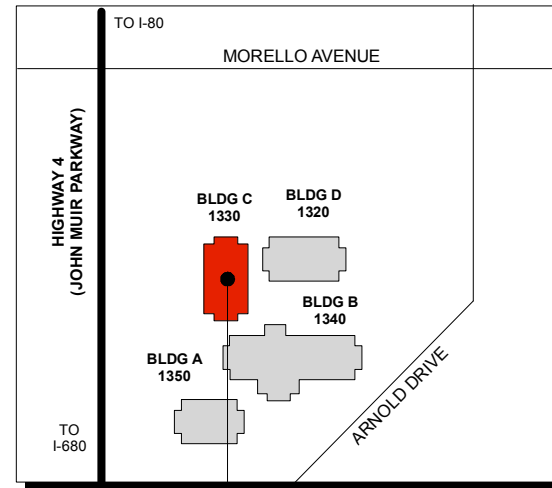 TO I-80
MORELLO AVENUE
HIGHWAY 4
(JOHN MUIR PARKWAY)
BLDG C
1330
BLDG D
1320
BLDG B
1340
BLDG A
1350
ARNOLD DRIVE
TO
I-680